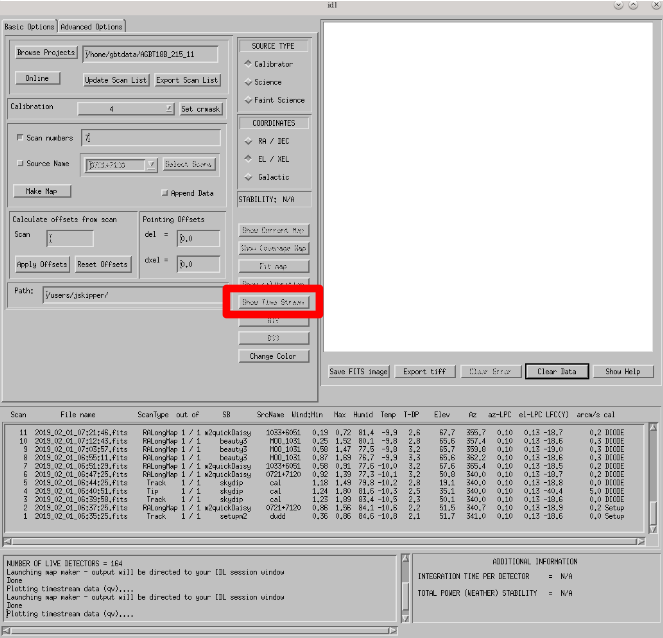 idl
Basic Options Advanced Options
Browse Projects /home/gbtdata/AGBT18B_215_11
Online Update Scan List Export Scan List
Calibration 4 Set crmask
Scan numbers
Source Name Select Scans
Make Map Append Data
Calculate offsets from scan
Scan
Apply Offsets Reset Offsets
Pointing Offsets
del = 0.0
dxel = 0.0
Path: /users/jskipper/
SOURCE TYPE
Calibrator
Science
Faint Science
COORDINATES
RA / DEC
EL / XEL
Galactic
STABILITY: N/A
Show Current Map
Show Coverage Map
Fit map
Show Time Stream
Change Color
Save FITS image Export tiff Clear Error Clear Data Show Help
Scan File name ScanType out of SB SrcName Wind:Min Max Humid Temp T-DP Elev Az az-LPC el-LPC LFC(Y) arcw/s cal
11 2019_02_01_07:21:46.fits RALongMap 1 / 1 m2quickDaisy 1033+6051 0.19 0.72 81.4 -9.9 2.6 67.7 355.7 0.10 0.13 -18.7 0.2 DIODE
10 2019_02_01_07:12:43.fits RALongMap 1 / 1 beauty3 MOO_1031 0.25 1.52 80.1 -9.8 2.8 65.6 357.4 0.10 0.13 -18.6 0.3 DIODE
9 2019_02_01_07:03:57.fits RALongMap 1 / 1 beauty3 MOO_1031 0.58 1.47 77.5 -9.8 3.2 65.7 359.8 0.10 0.13 -19.0 0.3 DIODE
8 2019_02_01_06:55:11.fits RALongMap 1 / 1 beauty3 MOO_1031 0.87 1.69 76.7 -9.9 3.3 65.6 362.2 0.10 0.13 -18.6 0.3 DIODE
7 2019_02_01_06:51:29.fits RALongMap 1 / 1 m2quickDaisy 1033+6051 0.58 0.91 77.6 -10.0 3.2 67.6 355.4 0.10 0.13 -18.5 0.2 DIODE
6 2019_02_01_06:47:25.fits RALongMap 1 / 1 m2quickDaisy 0721+7120 0.92 1.39 77.3 -10.1 3.2 50.8 340.0 0.10 0.13 -18.7 0.2 DIODE
5 2019_02_01_06:44:25.fits Track 1 / 1 skydip cal 1.18 1.49 79.8 -10.2 2.8 19.1 340.0 0.10 0.13 -18.8 0.0 DIODE
4 2019_02_01_06:40:51.fits Tip 1 / 1 skydip cal 1.24 1.80 81.6 -10.3 2.5 35.1 340.0 0.10 0.13 -40.4 5.0 DIODE
3 2019_02_01_06:39:53.fits Track 1 / 1 skydip cal 1.23 1.89 83.4 -10.5 2.3 50.1 340.0 0.10 0.13 -18.6 0.0 DIODE
2 2019_02_01_06:37:25.fits RALongMap 1 / 1 m2quickDaisy 0721+7120 0.86 1.56 84.1 -10.6 2.2 51.5 340.7 0.10 0.13 -18.9 0.2 Setup
1 2019_02_01_06:35:25.fits Track 1 / 1 setupm2 dudd 0.36 0.86 84.6 -10.8 2.1 51.7 341.0 0.10 0.13 -18.6 0.0 Setup
NUMBER OF LIVE DETECTORS = 164
Launching map maker - output will be directed to your IDL session window
Done
Plotting timestream data (qw)....
Launching map maker - output will be directed to your IDL session window
Done
Plotting timestream data (qw)....
ADDITIONAL INFORMATION
INTEGRATION TIME PER DETECTOR = N/A
TOTAL POWER (WEATHER) STABILITY = N/A